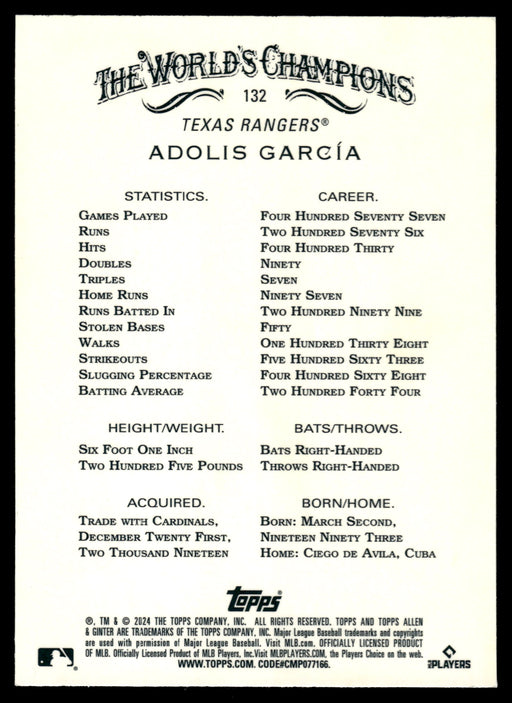 THE WORLD'S CHAMPIONS
132
TEXAS RANGERS®
ADOLIS GARCÍA
STATISTICS. CAREER.
GAMES PLAYED FOUR HUNDRED SEVENTY SEVEN
RUNS TWO HUNDRED SEVENTY SIX
HITS FOUR HUNDRED THIRTY
DOUBLES NINETY
TRIPLES SEVEN
HOME RUNS NINETY SEVEN
RUNS BATTED IN TWO HUNDRED NINETY NINE
STOLEN BASES FIFTY
WALKS ONE HUNDRED THIRTY EIGHT
STRIKEOUTS FIVE HUNDRED SIXTY THREE
SLUGGING PERCENTAGE FOUR HUNDRED SIXTY EIGHT
BATTING AVERAGE TWO HUNDRED FORTY FOUR
HEIGHT/WEIGHT. BATS/THROWS.
SIX FOOT ONE INCH BATS RIGHT-HANDED
TWO HUNDRED FIVE POUNDS THROWS RIGHT-HANDED
ACQUIRED. BORN/HOME.
TRADE WITH CARDINALS, BORN: MARCH SECOND,
DECEMBER TWENTY FIRST, NINETEEN NINETY THREE
TWO THOUSAND NINETEEN HOME: CIEGO DE AVILA, CUBA
topps®
®, TM & © 2024 THE TOPPS COMPANY, INC. ALL RIGHTS RESERVED. TOPPS AND TOPPS ALLEN
& GINTER ARE TRADEMARKS OF THE TOPPS COMPANY, INC. Major League Baseball trademarks and copyrights
are used with permission of Major League Baseball. Visit MLB.com. OFFICIALLY LICENSED PRODUCT
OF MLB. Officially Licensed Product of MLB Players, Inc. Visit MLBPLAYERS.COM, the Players Choice on the web.
WWW.TOPPS.COM. CODE#CMP077166.
MLB PLAYERS